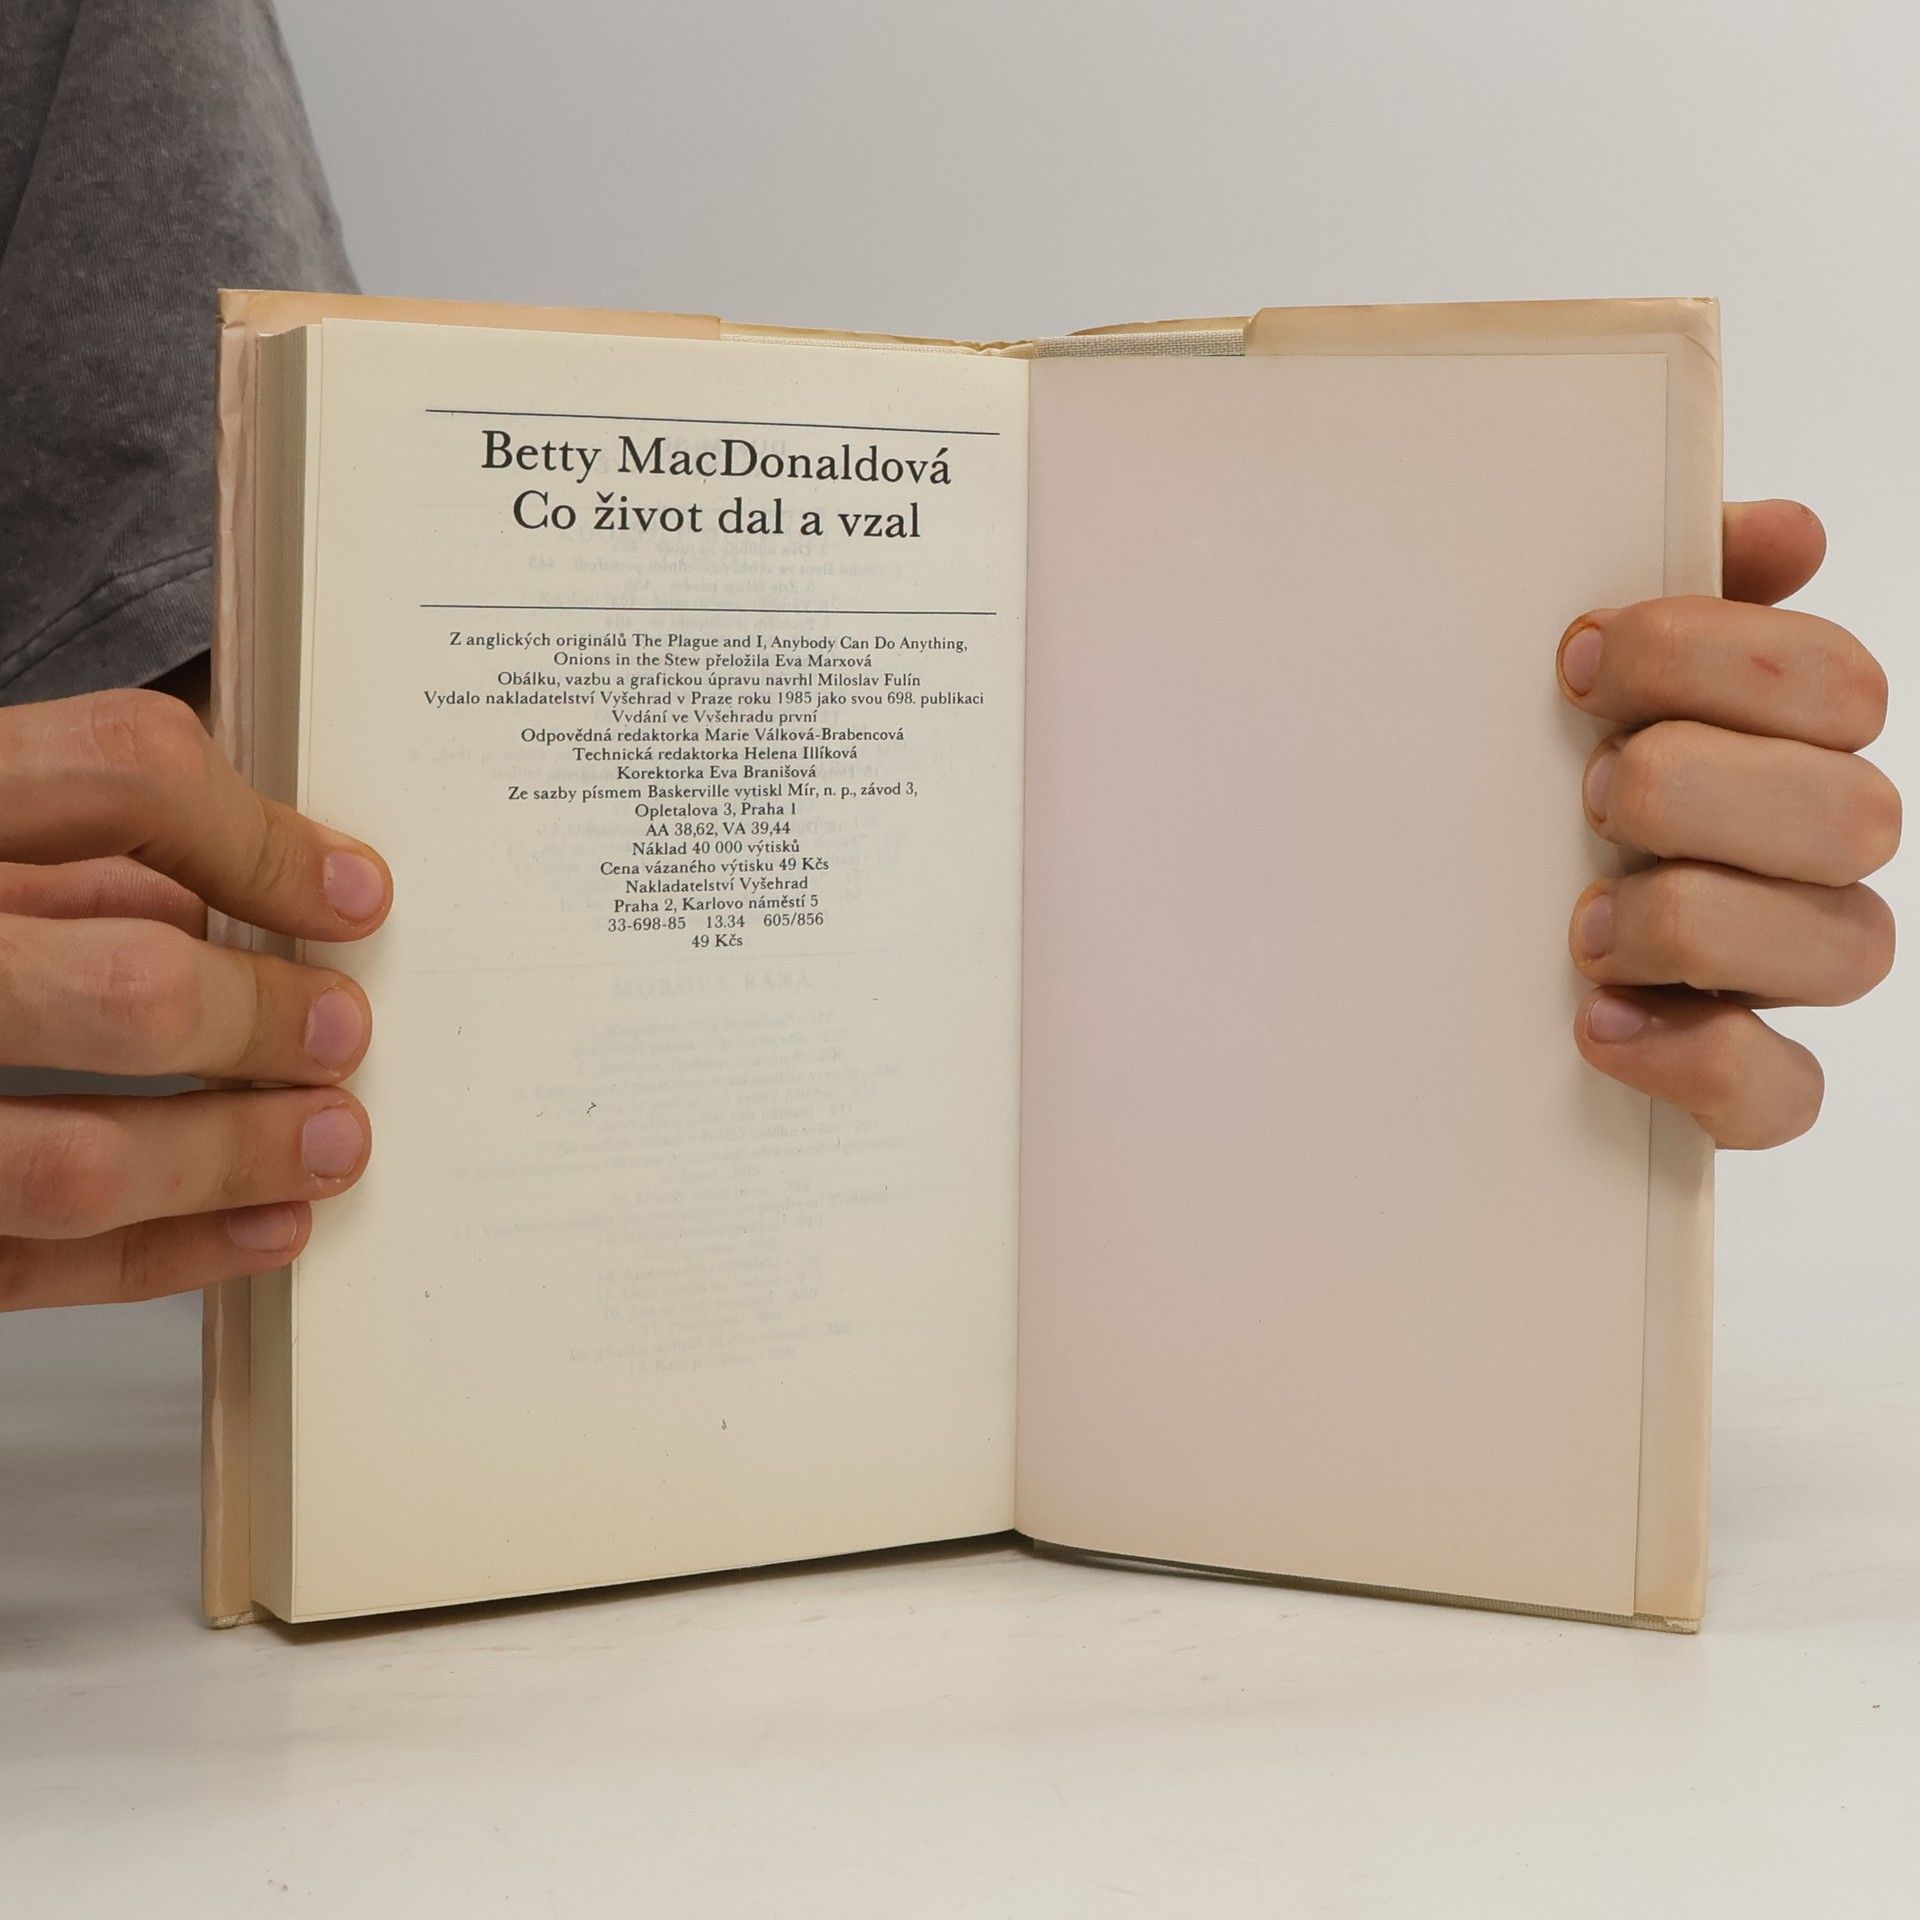 Betty MacDonaldová
Co život dal a vzal
Z anglických originálů The Plague and I, Anybody Can Do Anything,
Onions in the Stew přeložila Eva Marxová
Obálku, vazbu a grafickou úpravu navrhl Miloslav Fulín
Vydalo nakladatelství Vyšehrad v Praze roku 1985 jako svou 698. publikaci
Vydání ve Vyšehradu první
Odpovědná redaktorka Marie Válková-Brabencová
Technická redaktorka Helena Illíková
Korektorka Eva Branišová
Ze sazby písmem Baskerville vytiskl Mír, n. p., závod 3,
Opletalova 3, Praha 1
AA 38,62, VA 39,44
Náklad 40 000 výtisků
Cena vázaného výtisku 49 Kčs
Nakladatelství Vyšehrad
Praha 2, Karlovo náměstí 5
33-698-85 13.34 605/856
49 Kčs
MOROVÁ RÁNA